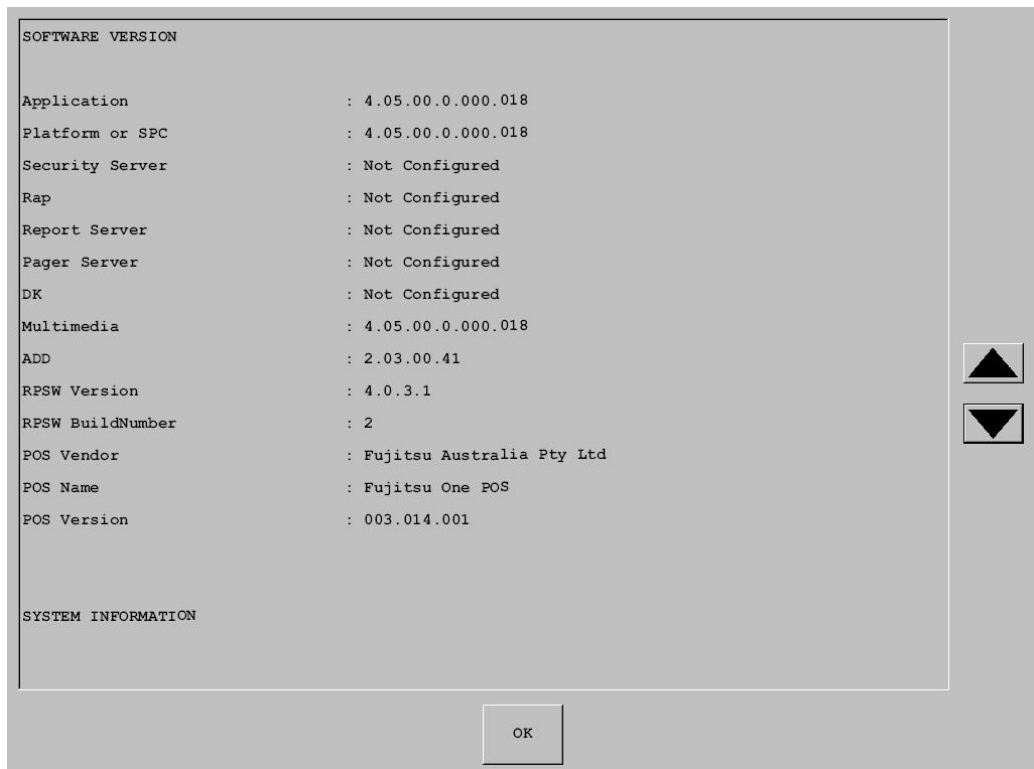 SOFTWARE VERSION
Application : 4.05.00.0.000.018
Platform or SPC : 4.05.00.0.000.018
Security Server : Not Configured
Rap : Not Configured
Report Server : Not Configured
Pager Server : Not Configured
DK : Not Configured
Multimedia : 4.05.00.0.000.018
ADD : 2.03.00.41
RPSW Version : 4.0.3.1
RPSW BuildNumber : 2
POS Vendor : Fujitsu Australia Pty Ltd
POS Name : Fujitsu One POS
POS Version : 003.014.001
SYSTEM INFORMATION
OK